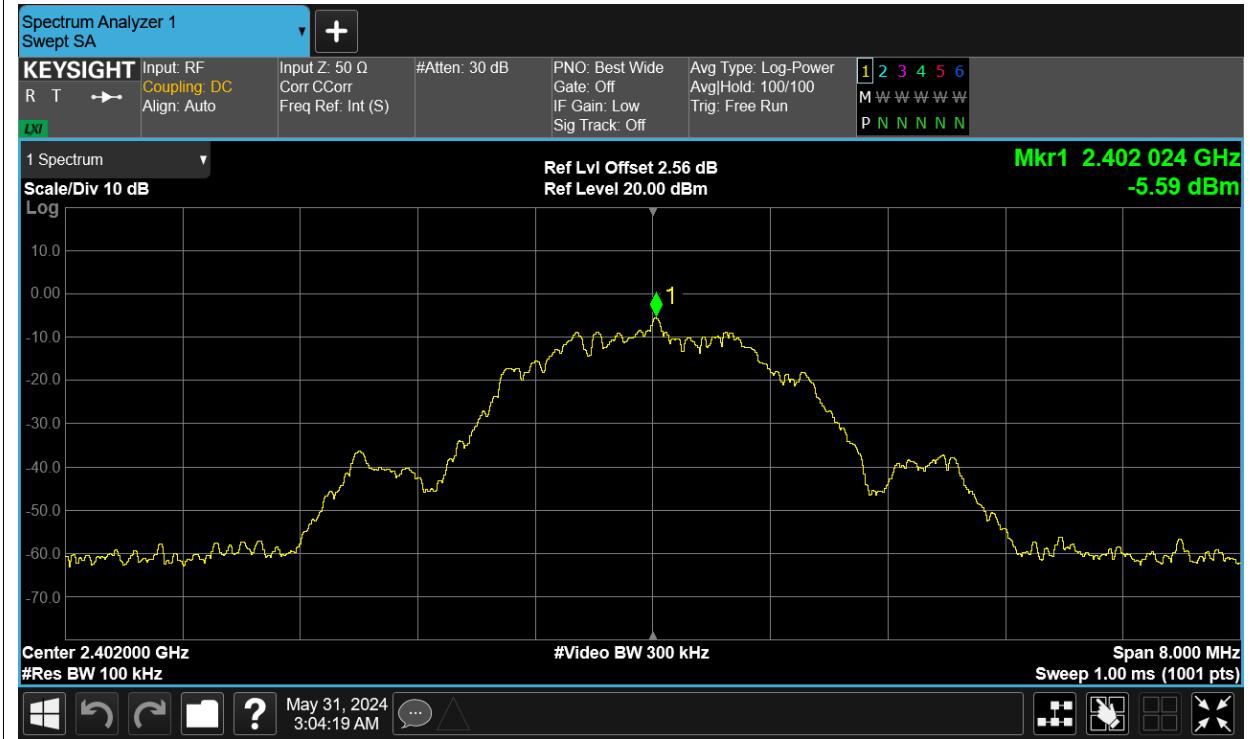 Spectrum Analyzer 1
Swept SA
KEYSIGHT
R T
LXI
Input: RF
Coupling: DC
Align: Auto
Input Z: 50 Ω
Corr CCorr
Freq Ref: Int (S)
#Atten: 30 dB
PNO: Best Wide
Gate: Off
IF Gain: Low
Sig Track: Off
Avg Type: Log-Power
Avg|Hold: 100/100
Trig: Free Run
1 2 3 4 5 6
M W W W W W
P N N N N N N
1 Spectrum
Scale/Div 10 dB
Log
Ref Lvl Offset 2.56 dB
Ref Level 20.00 dBm
Mkr1 2.402 024 GHz
-5.59 dBm
10.0
0.00
1
-10.0
-20.0
-30.0
-40.0
-50.0
-60.0
-70.0
Center 2.402000 GHz
#Res BW 100 kHz
#Video BW 300 kHz
Span 8.000 MHz
Sweep 1.00 ms (1001 pts)
?
May 31, 2024
3:04:19 AM